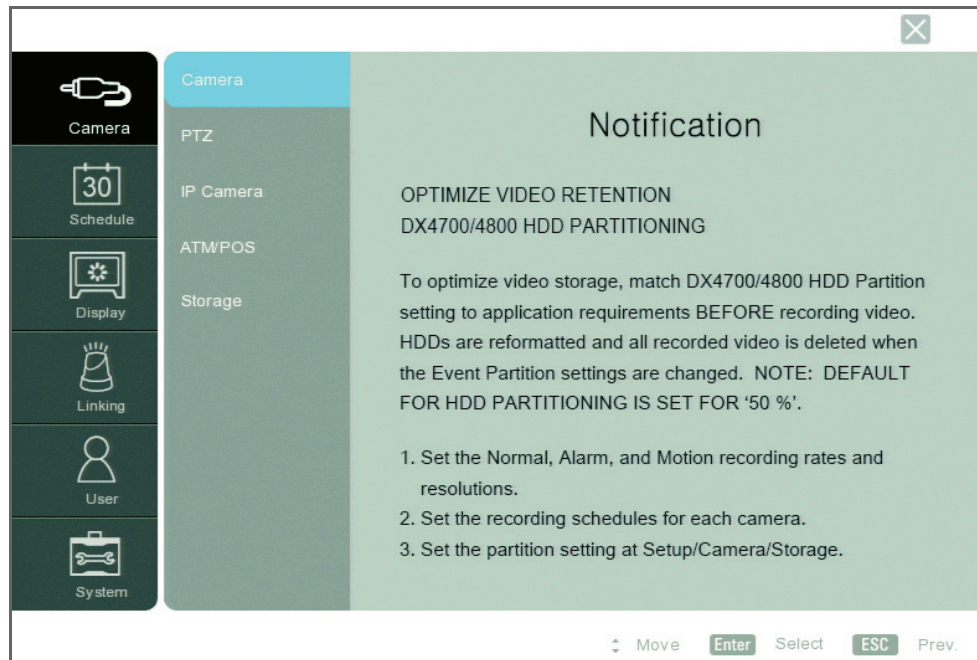 Camera
30
Schedule
Display
Linking
User
System
Camera
PTZ
IP Camera
ATM/POS
Storage
Notification
OPTIMIZE VIDEO RETENTION
DX4700/4800 HDD PARTITIONING
To optimize video storage, match DX4700/4800 HDD Partition
setting to application requirements BEFORE recording video.
HDDs are reformatted and all recorded video is deleted when
the Event Partition settings are changed.  NOTE:  DEFAULT
FOR HDD PARTITIONING IS SET FOR ‘50 %’.
1. Set the Normal, Alarm, and Motion recording rates and
resolutions.
2. Set the recording schedules for each camera.
3. Set the partition setting at Setup/Camera/Storage.
Move Enter Select ESC Prev.